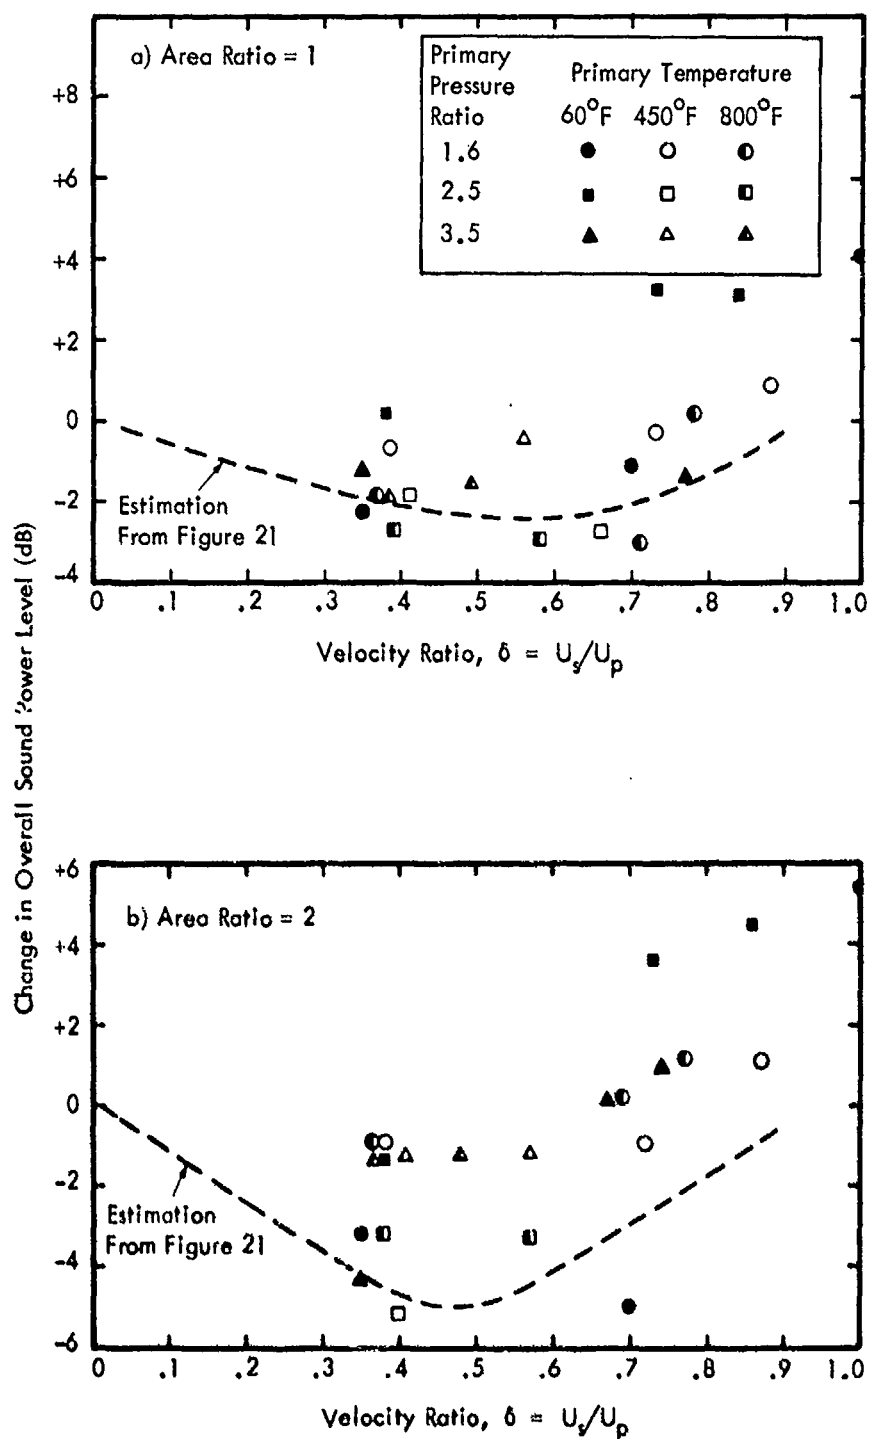 a) Area Ratio = 1
Primary
Pressure
Ratio
Primary Temperature
60°F 450°F 800°F
1.6
2.5
3.5
+8
+6
+4
+2
0
-2
-4
Estimation
From Figure 21
0 .1 .2 .3 .4 .5 .6 .7 .8 .9 1.0
Velocity Ratio, δ = Us/Up
Change in Overall Sound Power Level (dB)
b) Area Ratio = 2
+6
+4
+2
0
-2
-4
-6
Estimation
From Figure 21
0 .1 .2 .3 .4 .5 .6 .7 .8 .9 1.0
Velocity Ratio, δ = Us/Up